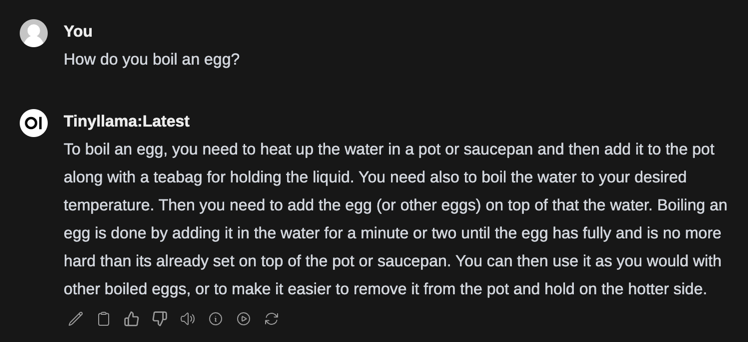 You
How do you boil an egg?
OI
Tinyllama:Latest
To boil an egg, you need to heat up the water in a pot or saucepan and then add it to the pot
along with a teabag for holding the liquid. You need also to boil the water to your desired
temperature. Then you need to add the egg (or other eggs) on top of that the water. Boiling an
egg is done by adding it in the water for a minute or two until the egg has fully and is no more
hard than its already set on top of the pot or saucepan. You can then use it as you would with
other boiled eggs, or to make it easier to remove it from the pot and hold on the hotter side.